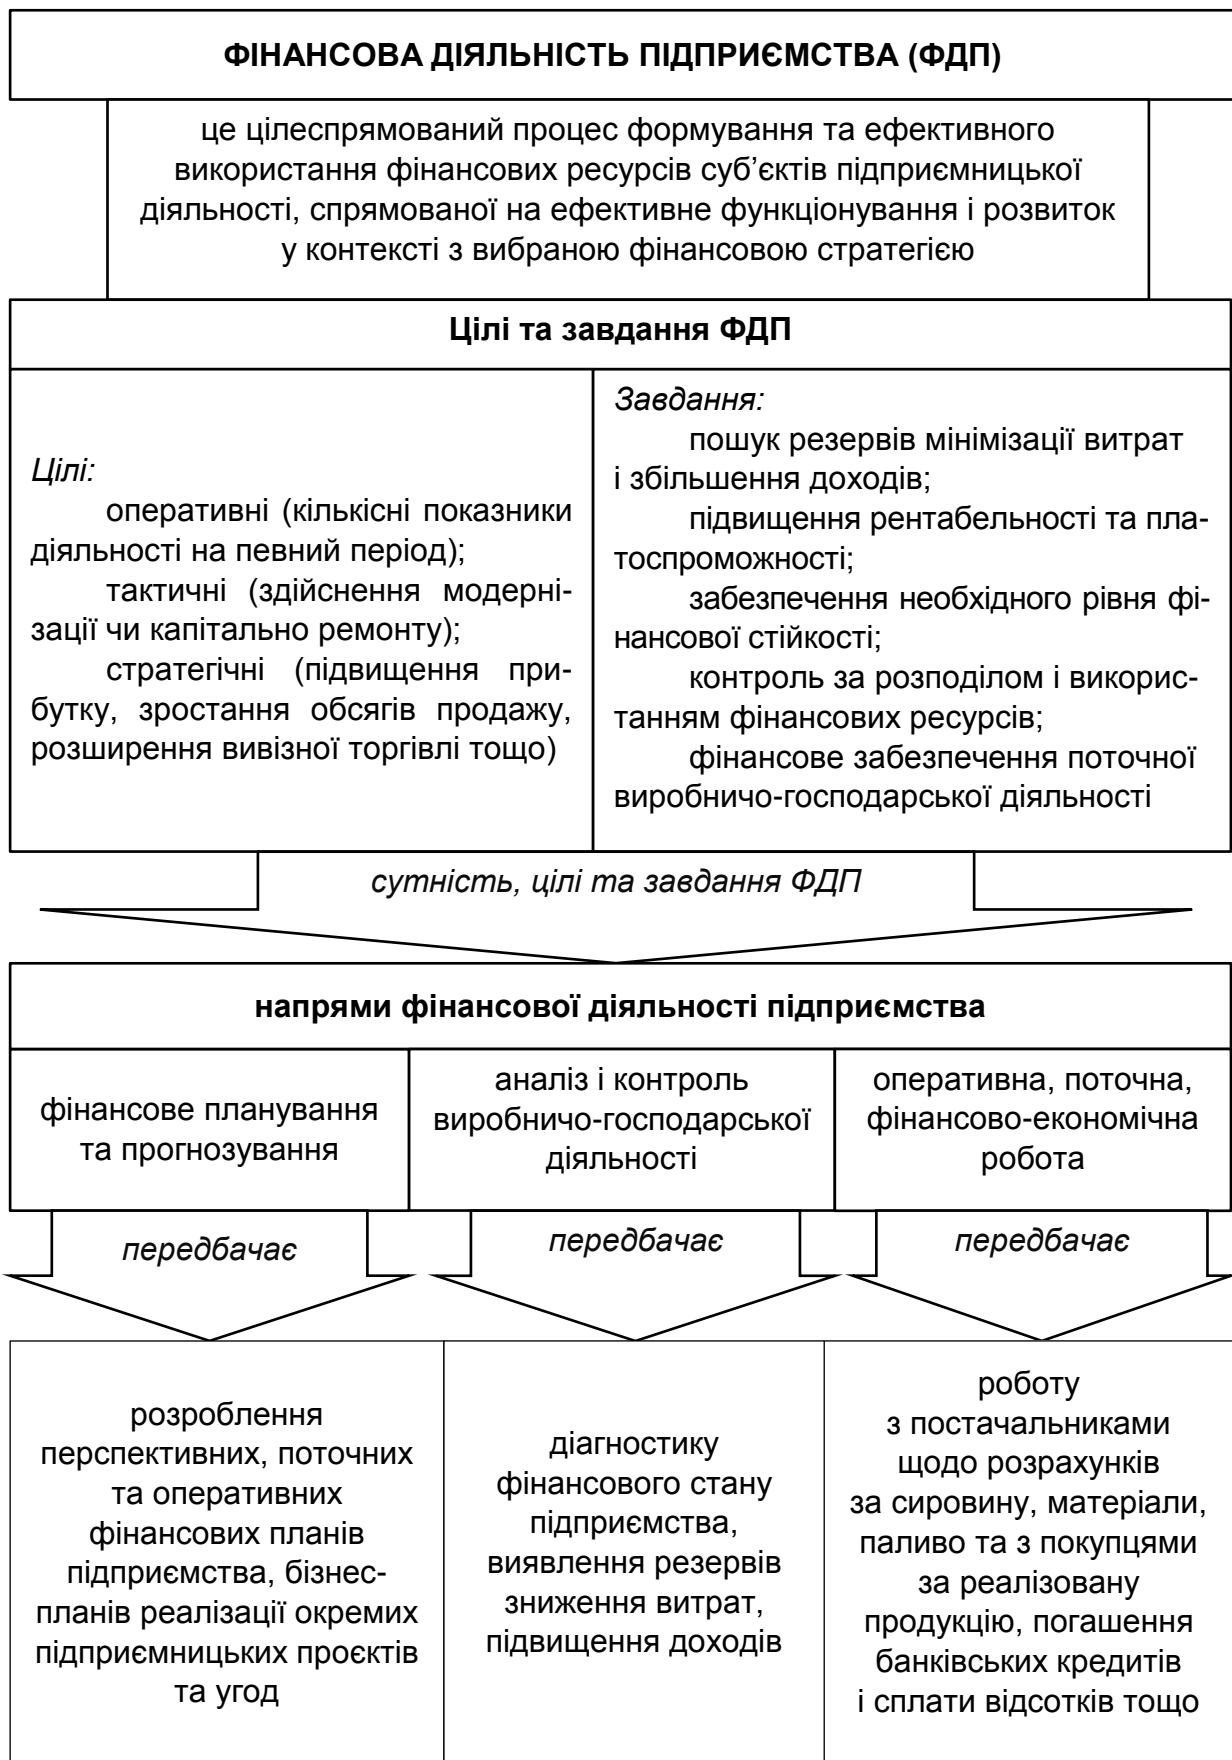 ФІНАНСОВА ДІЯЛЬНІСТЬ ПІДПРИЄМСТВА (ФДП)
це цілеспрямований процес формування та ефективного
використання фінансових ресурсів суб’єктів підприємницької
діяльності, спрямованої на ефективне функціонування і розвиток
у контексті з вибраною фінансовою стратегією
Цілі та завдання ФДП
Цілі:
оперативні (кількісні показники
діяльності на певний період);
тактичні (здійснення модерні-
зації чи капітально ремонту);
стратегічні (підвищення при-
бутку, зростання обсягів продажу,
розширення вивізної торгівлі тощо)
Завдання:
пошук резервів мінімізації витрат
і збільшення доходів;
підвищення рентабельності та пла-
тоспроможності;
забезпечення необхідного рівня фі-
нансової стійкості;
контроль за розподілом і викорис-
танням фінансових ресурсів;
фінансове забезпечення поточної
виробничо-господарської діяльності
сутність, цілі та завдання ФДП
напрями фінансової діяльності підприємства
фінансове планування
та прогнозування
аналіз і контроль
виробничо-господарської
діяльності
оперативна, поточна,
фінансово-економічна
робота
передбачає
передбачає
передбачає
розроблення
перспективних, поточних
та оперативних
фінансових планів
підприємства, бізнес-
планів реалізації окремих
підприємницьких проєктів
та угод
діагностику
фінансового стану
підприємства,
виявлення резервів
зниження витрат,
підвищення доходів
роботу
з постачальниками
щодо розрахунків
за сировину, матеріали,
паливо та з покупцями
за реалізовану
продукцію, погашення
банківських кредитів
і сплати відсотків тощо